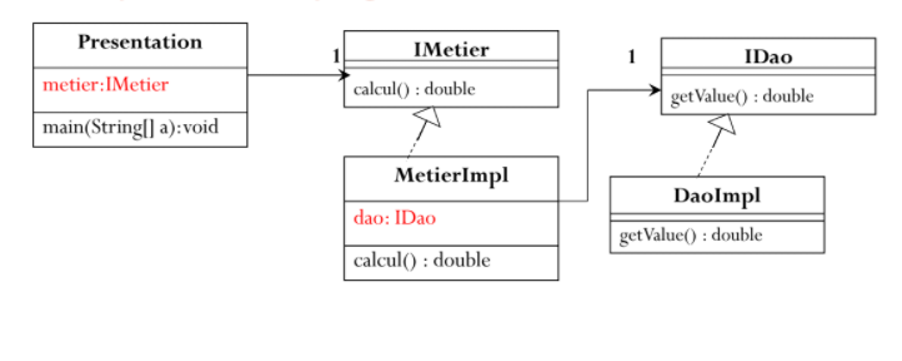 Presentation
metier:IMetier
main(String[] a):void
1
IMetier
calcul() : double
MetierImpl
dao: IDao
calcul() : double
1
IDao
getValue() : double
DaoImpl
getValue() : double